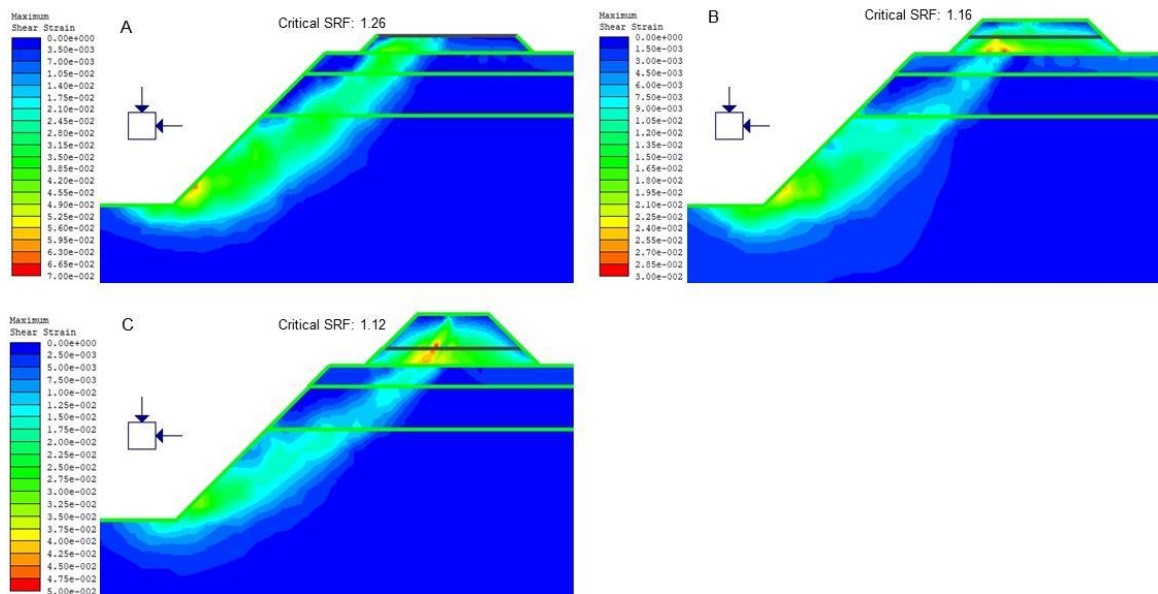 Maximum
Shear Strain
0.00e+000
3.50e-003
7.00e-003
1.05e-002
1.40e-002
1.75e-002
2.10e-002
2.45e-002
2.80e-002
3.15e-002
3.50e-002
3.85e-002
4.20e-002
4.55e-002
4.90e-002
5.25e-002
5.60e-002
5.95e-002
6.30e-002
6.65e-002
7.00e-002
A
Critical SRF: 1.26
Maximum
Shear Strain
0.00e+000
1.50e-003
3.00e-003
4.50e-003
6.00e-003
7.50e-003
9.00e-003
1.05e-002
1.20e-002
1.35e-002
1.50e-002
1.65e-002
1.80e-002
1.95e-002
2.10e-002
2.25e-002
2.40e-002
2.55e-002
2.70e-002
2.85e-002
3.00e-002
B
Critical SRF: 1.16
Maximum
Shear Strain
0.00e+000
2.50e-003
5.00e-003
7.50e-003
1.00e-002
1.25e-002
1.50e-002
1.75e-002
2.00e-002
2.25e-002
2.50e-002
2.75e-002
3.00e-002
3.25e-002
3.50e-002
3.75e-002
4.00e-002
4.25e-002
4.50e-002
4.75e-002
5.00e-002
C
Critical SRF: 1.12